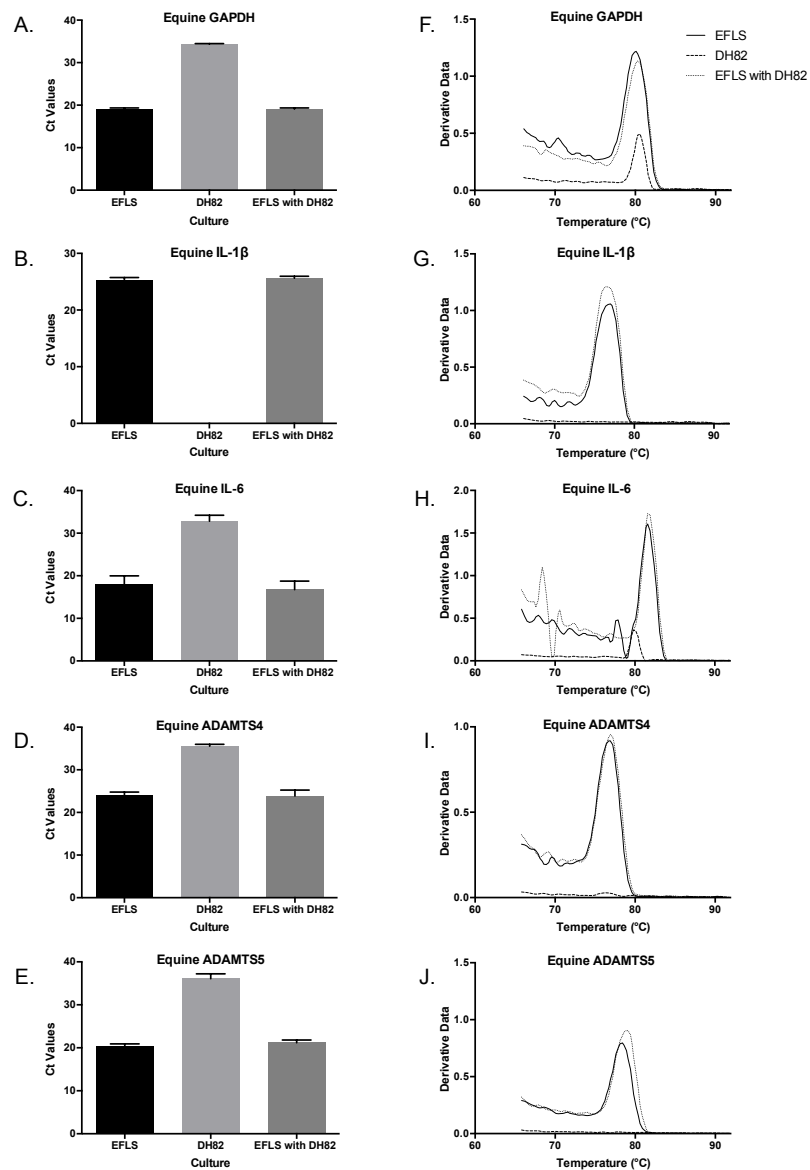 A.
Equine GAPDH
40
30
20
10
0
Ct Values
EFLS DH82 EFLS with DH82
Culture
F.
Equine GAPDH
1.5
1.0
0.5
0.0
Derivative Data
60 70 80 90
Temperature (°C)
EFLS
DH82
EFLS with DH82
B.
Equine IL-1β
30
20
10
0
Ct Values
EFLS DH82 EFLS with DH82
Culture
G.
Equine IL-1β
1.5
1.0
0.5
0.0
Derivative Data
60 70 80 90
Temperature (°C)
C.
Equine IL-6
40
30
20
10
0
Ct Values
EFLS DH82 EFLS with DH82
Culture
H.
Equine IL-6
2.0
1.5
1.0
0.5
0.0
Derivative Data
60 70 80 90
Temperature (°C)
D.
Equine ADAMTS4
40
30
20
10
0
Ct Values
EFLS DH82 EFLS with DH82
Culture
I.
Equine ADAMTS4
1.0
0.5
0.0
Derivative Data
60 70 80 90
Temperature (°C)
E.
Equine ADAMTS5
40
30
20
10
0
Ct Values
EFLS DH82 EFLS with DH82
Culture
J.
Equine ADAMTS5
1.5
1.0
0.5
0.0
Derivative Data
60 70 80 90
Temperature (°C)